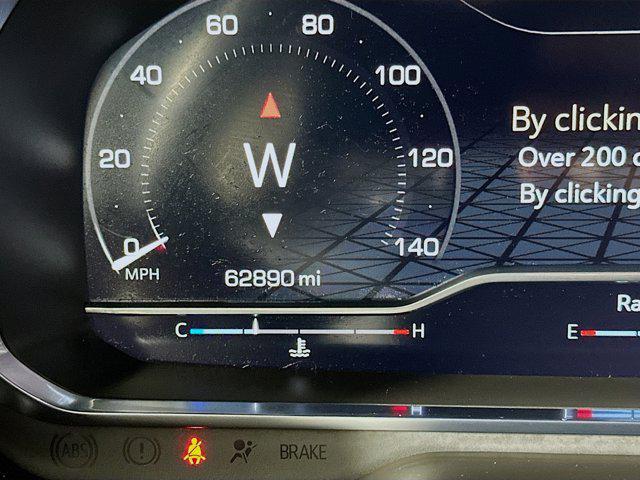 60 80
40 100
20 W 120
0 140
MPH
62890 mi
C H
By clickin
Over 200
By clicking
Ra
E
ABS BRAKE